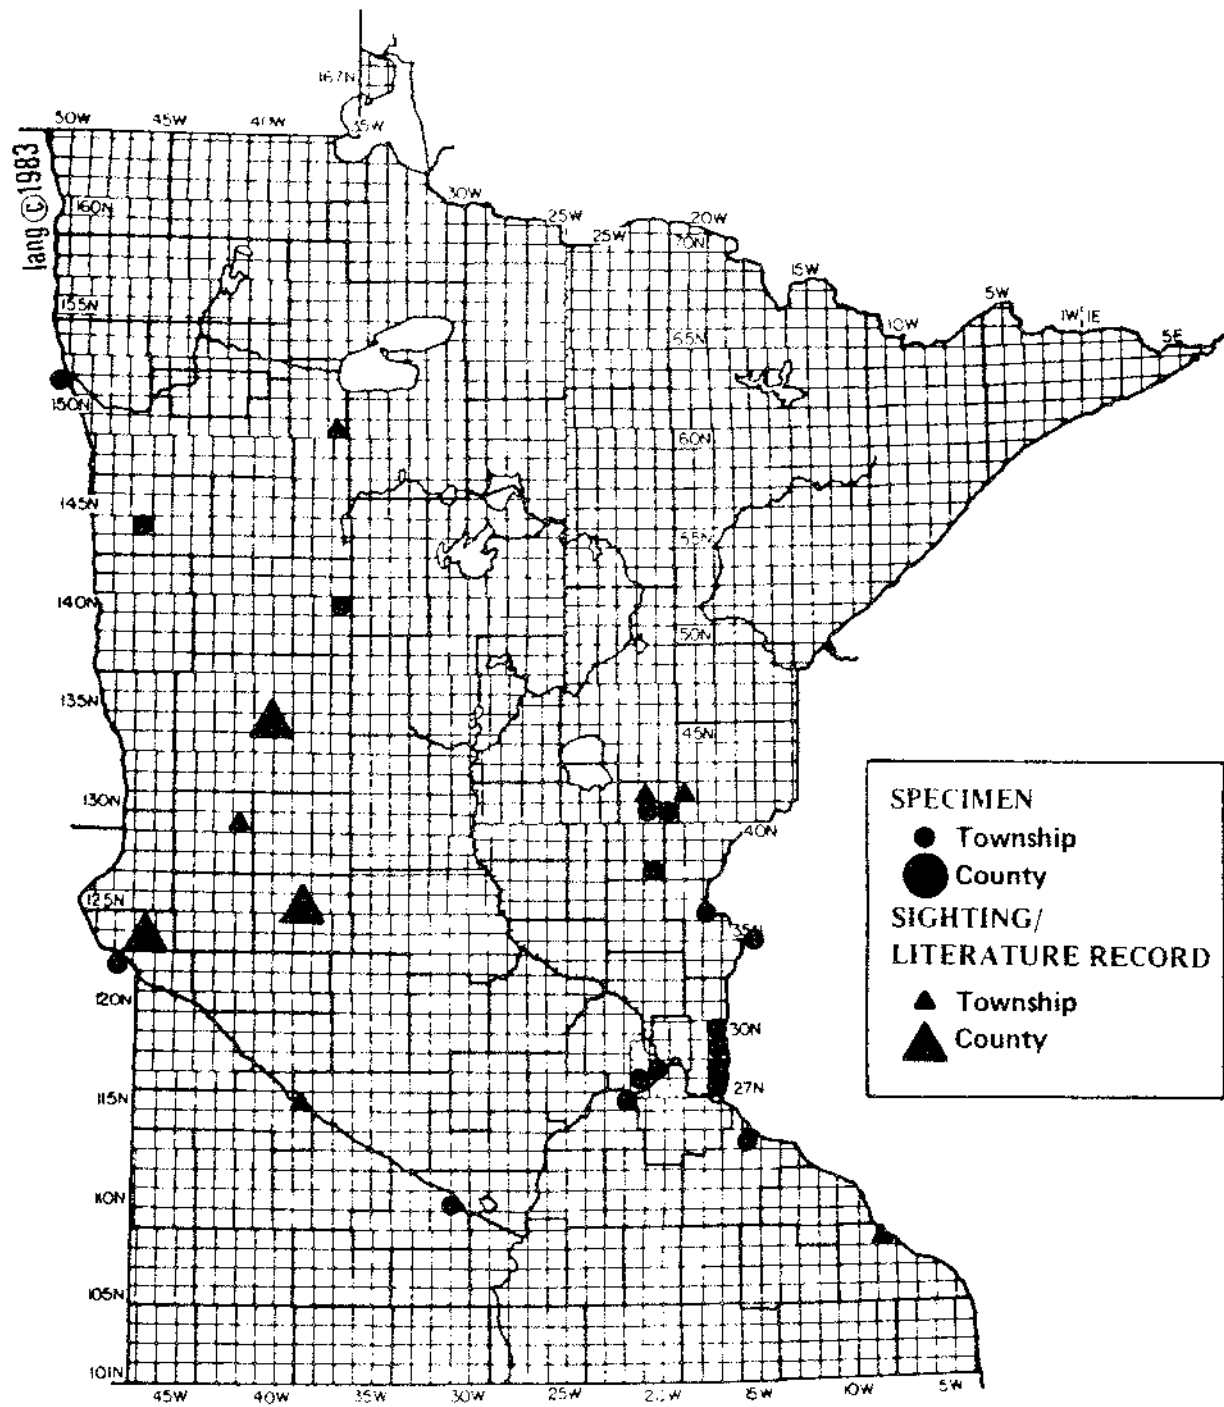 167N
50W 45W 40W 35W
lang © 1983
160N
30W
25W
25W
20W
70N
15W
155N
5W
1W 1E
10W
65N
5E
150N
60N
145N
55N
140N
50N
135N
45N
130N
40N
125N
35N
120N
30N
27N
115N
110N
105N
101N
45W 40W 35W 30W 25W 20W 15W 10W 5W
SPECIMEN
Township
County
SIGHTING/
LITERATURE RECORD
Township
County